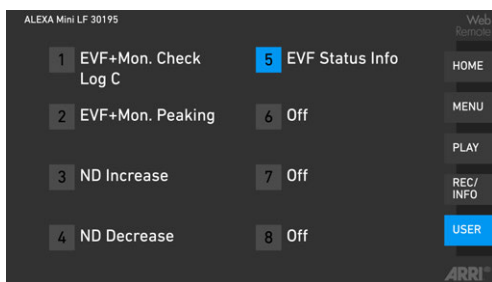 ALEXA Mini LF 30195
Web
Remote
1 EVF+Mon. Check
Log C
2 EVF+Mon. Peaking
3 ND Increase
4 ND Decrease
5 EVF Status Info
6 Off
7 Off
8 Off
HOME
MENU
PLAY
REC/
INFO
USER
ARRI®